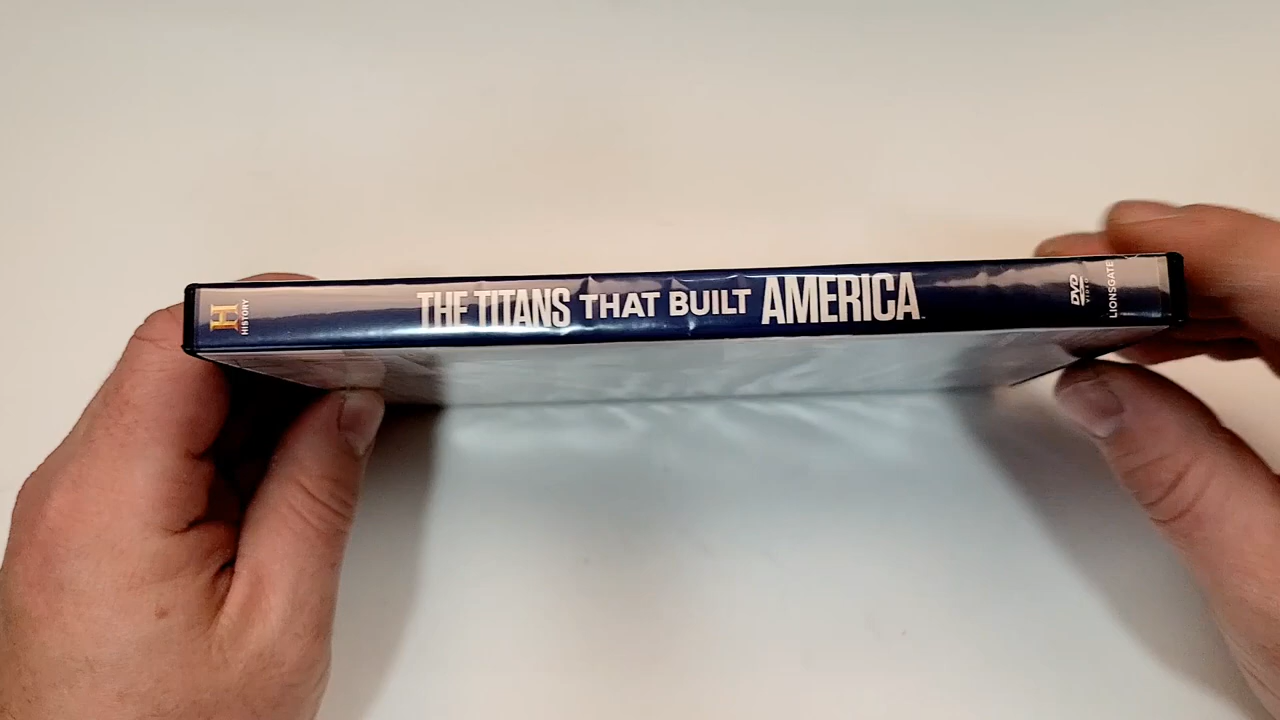 H
HISTORY
THE TITANS THAT BUILT AMERICA
DVD
VIDEO
LIONSGATE